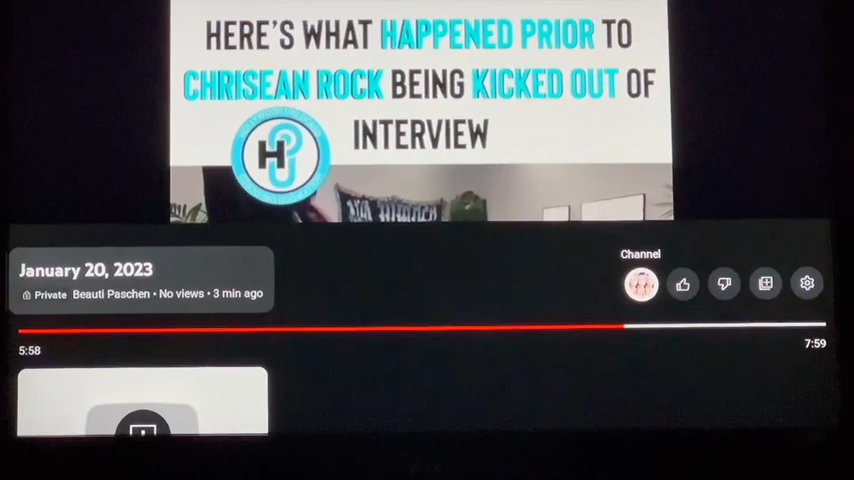 HERE'S WHAT HAPPENED PRIOR TO
CHRISEAN ROCK BEING KICKED OUT OF
INTERVIEW
HU
January 20, 2023
Private Beauti Paschen • No views • 3 min ago
Channel
5:58
7:59